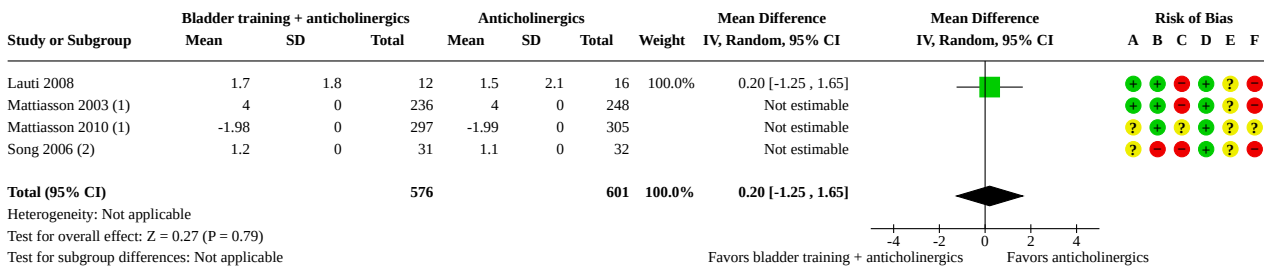 Bladder training + anticholinergics Anticholinergics Mean Difference Mean Difference Risk of Bias
Study or Subgroup Mean SD Total Mean SD Total Weight IV, Random, 95% CI IV, Random, 95% CI A B C D E F
Lauti 2008 1.7 1.8 12 1.5 2.1 16 100.0% 0.20 [-1.25 , 1.65] + + − + ? −
Mattiasson 2003 (1) 4 0 236 4 0 248 Not estimable + + − + ? −
Mattiasson 2010 (1) -1.98 0 297 -1.99 0 305 Not estimable ? + ? + ? ?
Song 2006 (2) 1.2 0 31 1.1 0 32 Not estimable ? − − + ? −
Total (95% CI) 576 601 100.0% 0.20 [-1.25 , 1.65]
Heterogeneity: Not applicable
Test for overall effect: Z = 0.27 (P = 0.79) -4 -2 0 2 4
Test for subgroup differences: Not applicable Favors bladder training + anticholinergics Favors anticholinergics